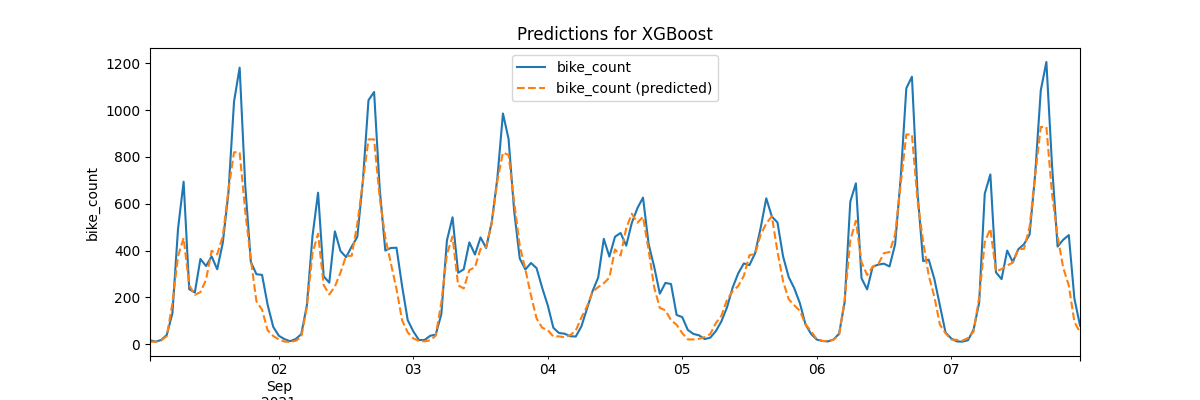 Predictions for XGBoost
bike_count
bike_count (predicted)
bike_count
1200
1000
800
600
400
200
0
02 03 04 05 06 07
Sep
2021